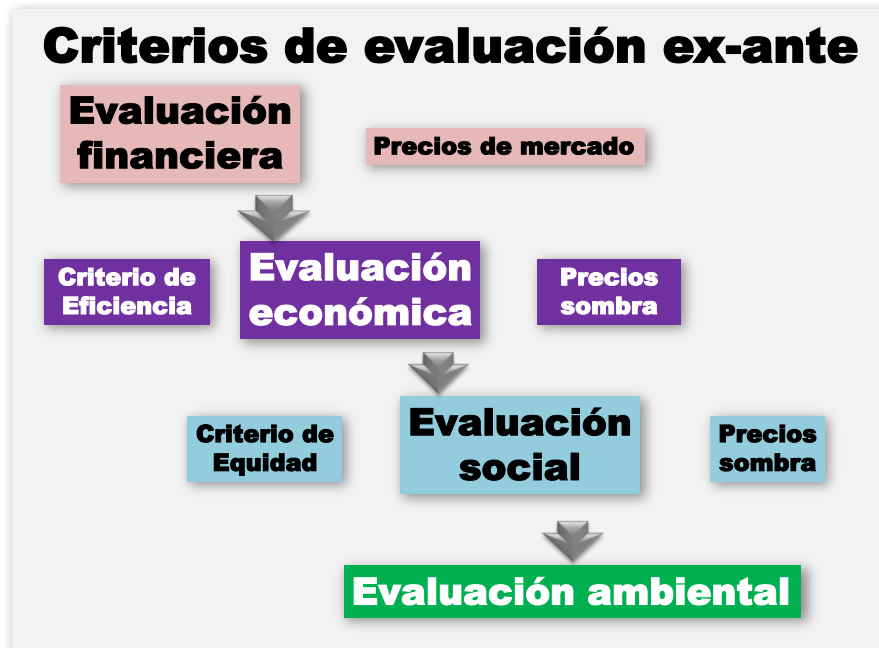 Criterios de evaluación ex-ante
Evaluación
financiera
Precios de mercado
Criterio de
Eficiencia
Evaluación
económica
Precios
sombra
Criterio de
Equidad
Evaluación
social
Precios
sombra
Evaluación ambiental